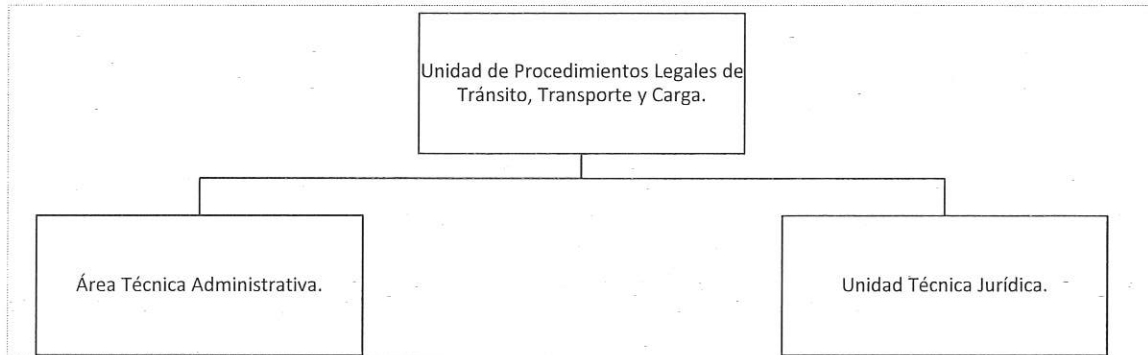 Unidad de Procedimientos Legales de
Tránsito, Transporte y Carga.
Área Técnica Administrativa.
Unidad Técnica Jurídica.